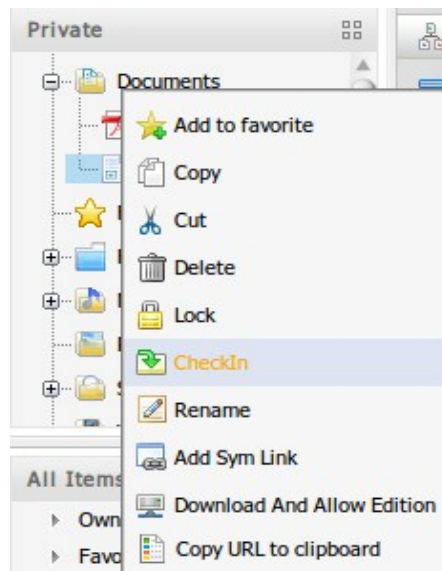 Private
Documents
Add to favorite
Copy
Cut
Delete
Lock
CheckIn
Rename
Add Sym Link
Download And Allow Edition
Copy URL to clipboard
All Items
Own
Favo